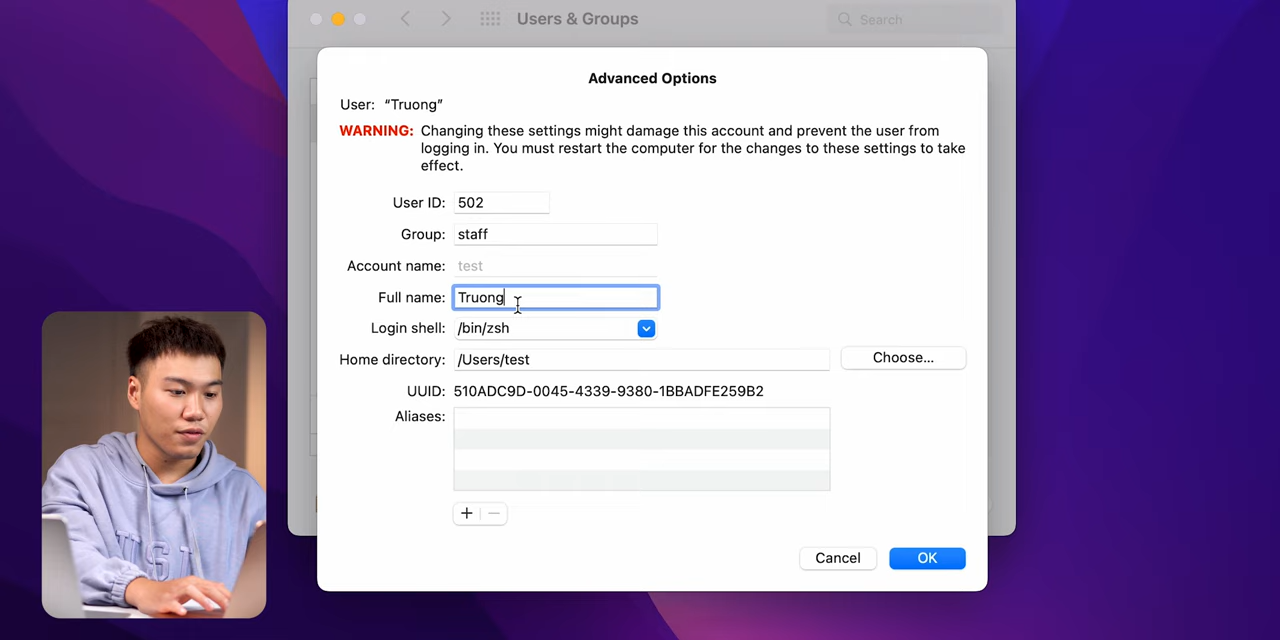 Users & Groups
Search
Advanced Options
User: “Truong”
WARNING: Changing these settings might damage this account and prevent the user from
logging in. You must restart the computer for the changes to these settings to take
effect.
User ID: 502
Group: staff
Account name: test
Full name: Truong
Login shell: /bin/zsh
Home directory: /Users/test
Choose...
UUID: 510ADC9D-0045-4339-9380-1BBADFE259B2
Aliases:
Cancel
OK